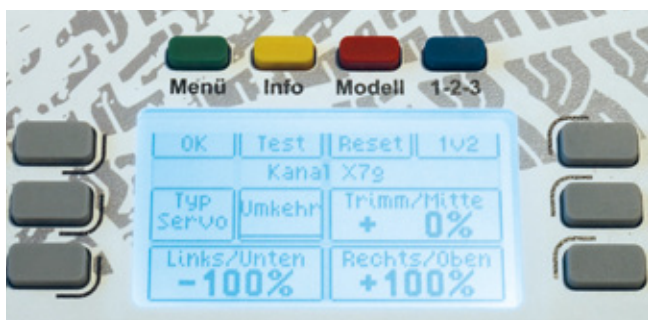 Menü Info Modell 1-2-3
OK Test Reset 1v2
Kanal X7g
Typ Servo
Umkehr
Trimm/Mitte
+ 0%
Links/Unten
-100%
Rechts/Oben
+100%